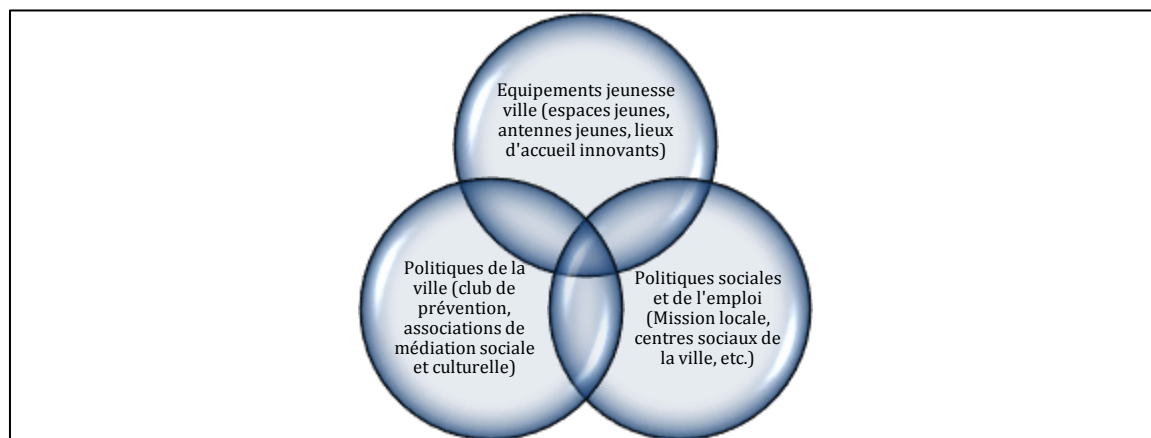 Equipements jeunesse
ville (espaces jeunes,
antennes jeunes, lieux
d'accueil innovants)
Politiques de la
ville (club de
prévention,
associations de
médiation sociale
et culturelle)
Politiques sociales
et de l'emploi
(Mission locale,
centres sociaux de
la ville, etc.)